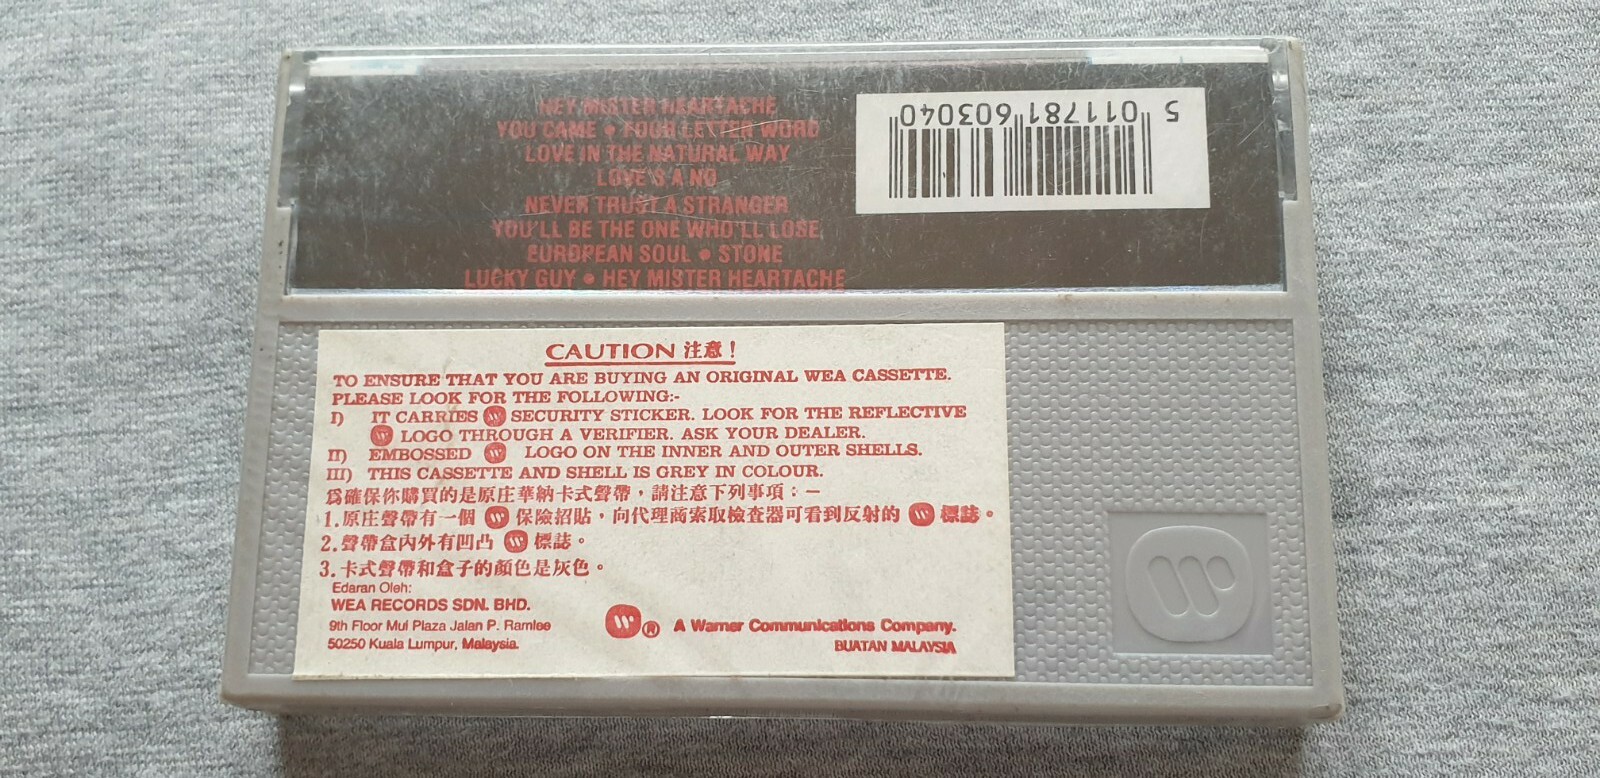 HEY MISTER HEARTACHE
YOU CAME • FOUR LETTER WORD
LOVE IN THE NATURAL WAY
LOVE'S A NO
NEVER TRUST A STRANGER
YOU'LL BE THE ONE WHO'LL LOSE
EUROPEAN SOUL • STONE
LUCKY GUY • HEY MISTER HEARTACHE
5 011781 603040
CAUTION 注意！
TO ENSURE THAT YOU ARE BUYING AN ORIGINAL WEA CASSETTE.
PLEASE LOOK FOR THE FOLLOWING:-
I) IT CARRIES SECURITY STICKER. LOOK FOR THE REFLECTIVE
LOGO THROUGH A VERIFIER. ASK YOUR DEALER.
II) EMBOSSED LOGO ON THE INNER AND OUTER SHELLS.
III) THIS CASSETTE AND SHELL IS GREY IN COLOUR.
爲確保你購買的是原庄華納卡式聲帶，請注意下列事項：－
1.原庄聲帶有一個 保險招貼，向代理商索取檢查器可看到反射的 標誌。
2.聲帶盒內外有凹凸 標誌。
3.卡式聲帶和盒子的顏色是灰色。
Edaran Oleh:
WEA RECORDS SDN. BHD.
9th Floor Mui Plaza Jalan P. Ramlee
50250 Kuala Lumpur, Malaysia.
® A Warner Communications Company.
BUATAN MALAYSIA